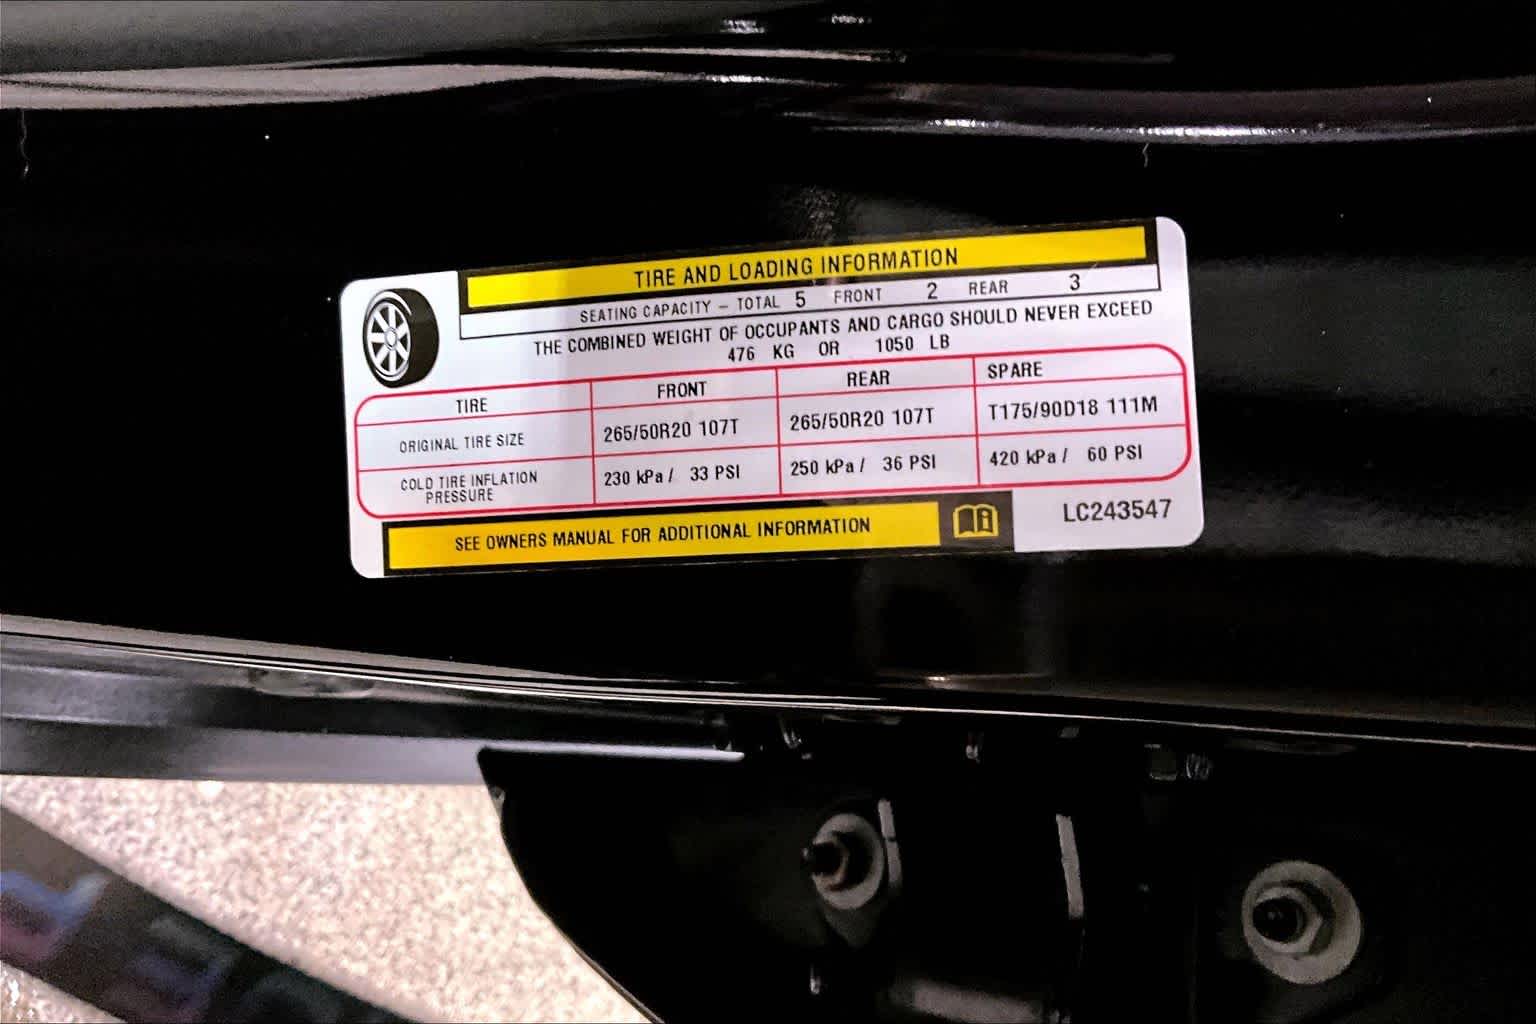 TIRE AND LOADING INFORMATION
SEATING CAPACITY – TOTAL 5 FRONT 2 REAR 3
THE COMBINED WEIGHT OF OCCUPANTS AND CARGO SHOULD NEVER EXCEED
476 KG OR 1050 LB
TIRE FRONT REAR SPARE
ORIGINAL TIRE SIZE 265/50R20 107T 265/50R20 107T T175/90D18 111M
COLD TIRE INFLATION PRESSURE 230 kPa / 33 PSI 250 kPa / 36 PSI 420 kPa / 60 PSI
SEE OWNERS MANUAL FOR ADDITIONAL INFORMATION
LC243547